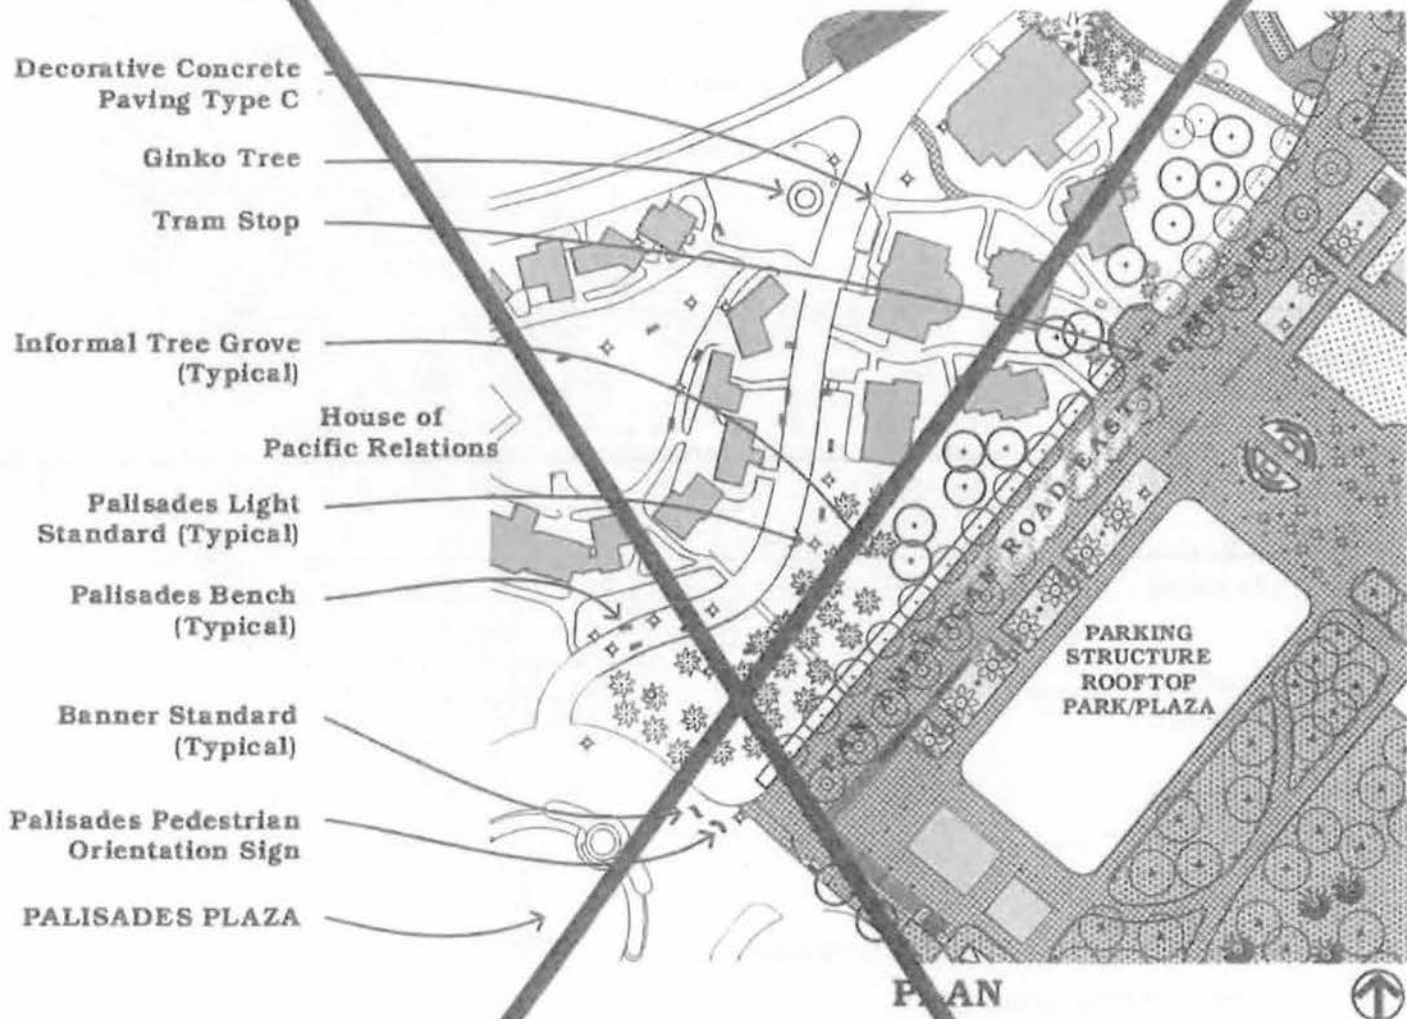 Decorative Concrete
Paving Type C
Ginko Tree
Tram Stop
Informal Tree Grove
(Typical)
House of
Pacific Relations
Palisades Light
Standard (Typical)
Palisades Bench
(Typical)
Banner Standard
(Typical)
Palisades Pedestrian
Orientation Sign
PALISADES PLAZA
PAN AMERICAN ROAD EAST PROMENADE
PARKING
STRUCTURE
ROOFTOP
PARK/PLAZA
PLAN